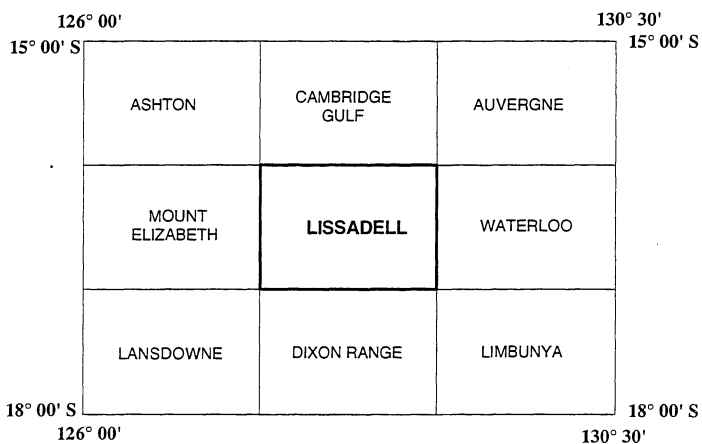 126° 00'
130° 30'
15° 00' S
15° 00' S
ASHTON
CAMBRIDGE
GULF
AUVERGNE
MOUNT
ELIZABETH
LISSADELL
WATERLOO
LANSDOWNE
DIXON RANGE
LIMBUNYA
18° 00' S
18° 00' S
126° 00'
130° 30'